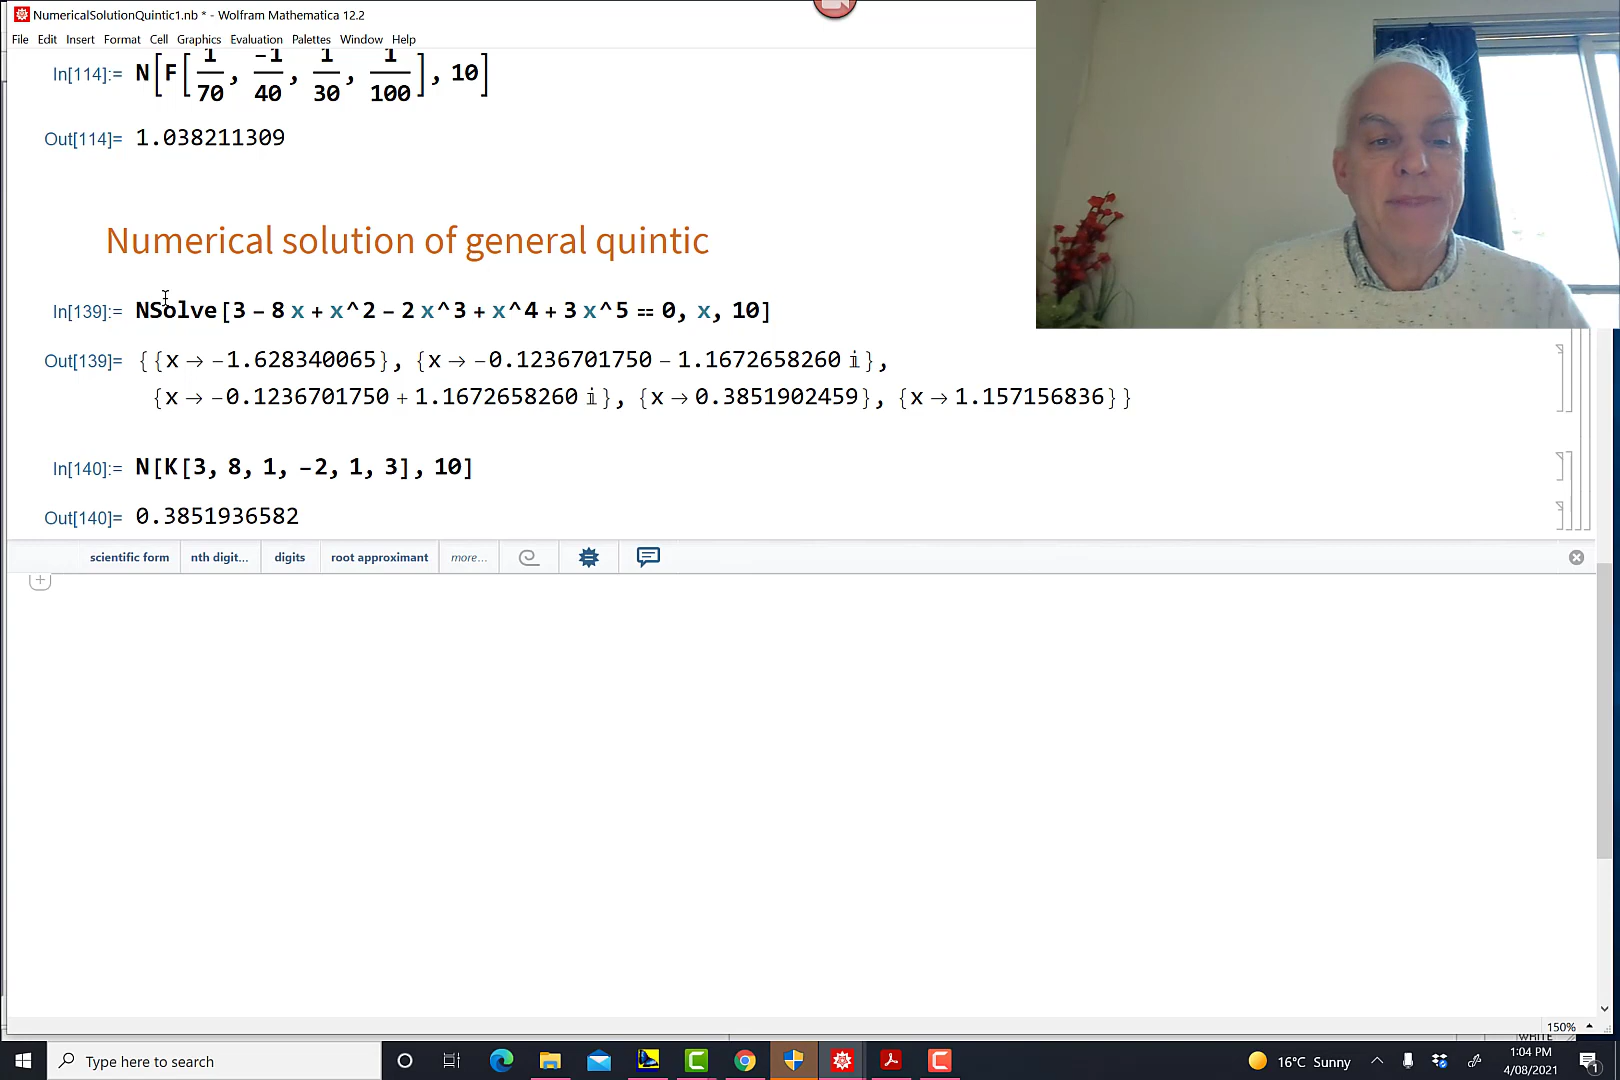 NumericalSolutionQuintic1.nb * - Wolfram Mathematica 12.2
File Edit Insert Format Cell Graphics Evaluation Palettes Window Help
In[114]:= N[F[1/70, -1/40, 1/30, 1/100], 10]
Out[114]= 1.038211309
Numerical solution of general quintic
In[139]:= NSolve[3 - 8 x + x^2 - 2 x^3 + x^4 + 3 x^5 == 0, x, 10]
Out[139]= {{x → -1.628340065}, {x → -0.1236701750 - 1.1672658260 i},
{x → -0.1236701750 + 1.1672658260 i}, {x → 0.3851902459}, {x → 1.157156836}}
In[140]:= N[K[3, 8, 1, -2, 1, 3], 10]
Out[140]= 0.3851936582
scientific form nth digit... digits root approximant more...
150%
WHITE
Type here to search
16°C Sunny
1:04 PM
4/08/2021
1